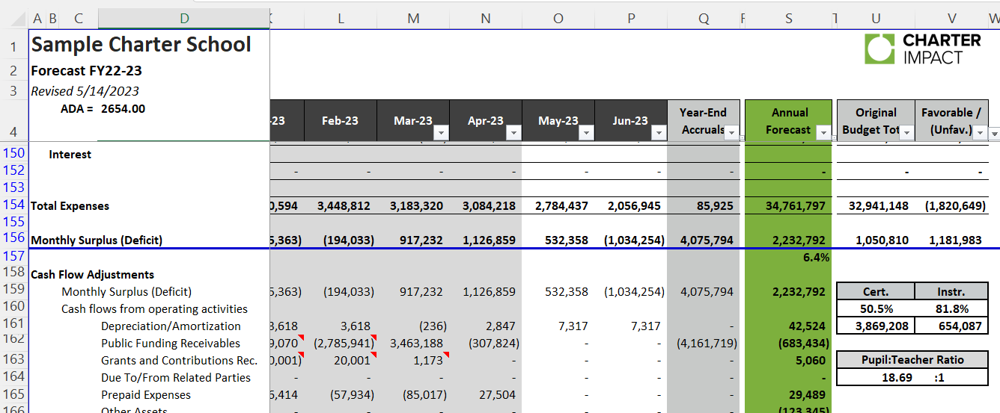 A B C D K L M N O P Q F S T U V W
1 Sample Charter School CHARTER IMPACT
2 Forecast FY22-23
3 Revised 5/14/2023
ADA = 2654.00
4 -23 Feb-23 Mar-23 Apr-23 May-23 Jun-23 Year-End Accruals Annual Forecast Original Budget Tot Favorable / (Unfav.)
150 Interest
152 - - - - - - - - - -
153
154 Total Expenses 0,594 3,448,812 3,183,320 3,084,218 2,784,437 2,056,945 85,925 34,761,797 32,941,148 (1,820,649)
155
156 Monthly Surplus (Deficit) 5,363) (194,033) 917,232 1,126,859 532,358 (1,034,254) 4,075,794 2,232,792 1,050,810 1,181,983
157 6.4%
158 Cash Flow Adjustments
159 Monthly Surplus (Deficit) 5,363) (194,033) 917,232 1,126,859 532,358 (1,034,254) 4,075,794 2,232,792 Cert. Instr.
160 Cash flows from operating activities 50.5% 81.8%
161 Depreciation/Amortization 3,618 3,618 (236) 2,847 7,317 7,317 - 42,524 3,869,208 654,087
162 Public Funding Receivables 9,070 (2,785,941) 3,463,188 (307,824) - - (4,161,719) (683,434)
163 Grants and Contributions Rec. 0,001) 20,001 1,173 - - - - 5,060 Pupil:Teacher Ratio
164 Due To/From Related Parties - - - - - - - - 18.69 :1
165 Prepaid Expenses 6,414 (57,934) (85,017) 27,504 - - - 29,489
166 Other Assets - - - - - - - (123,345)